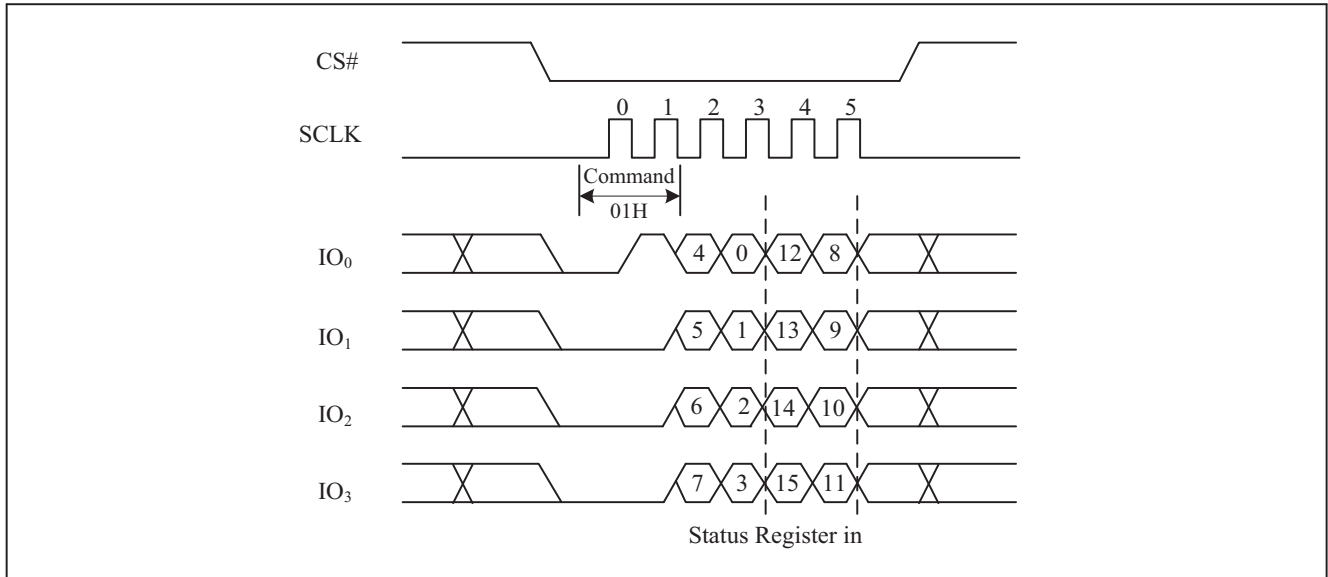 CS#
0 1 2 3 4 5
SCLK
Command
01H
IO0 4 0 12 8
IO1 5 1 13 9
IO2 6 2 14 10
IO3 7 3 15 11
Status Register in